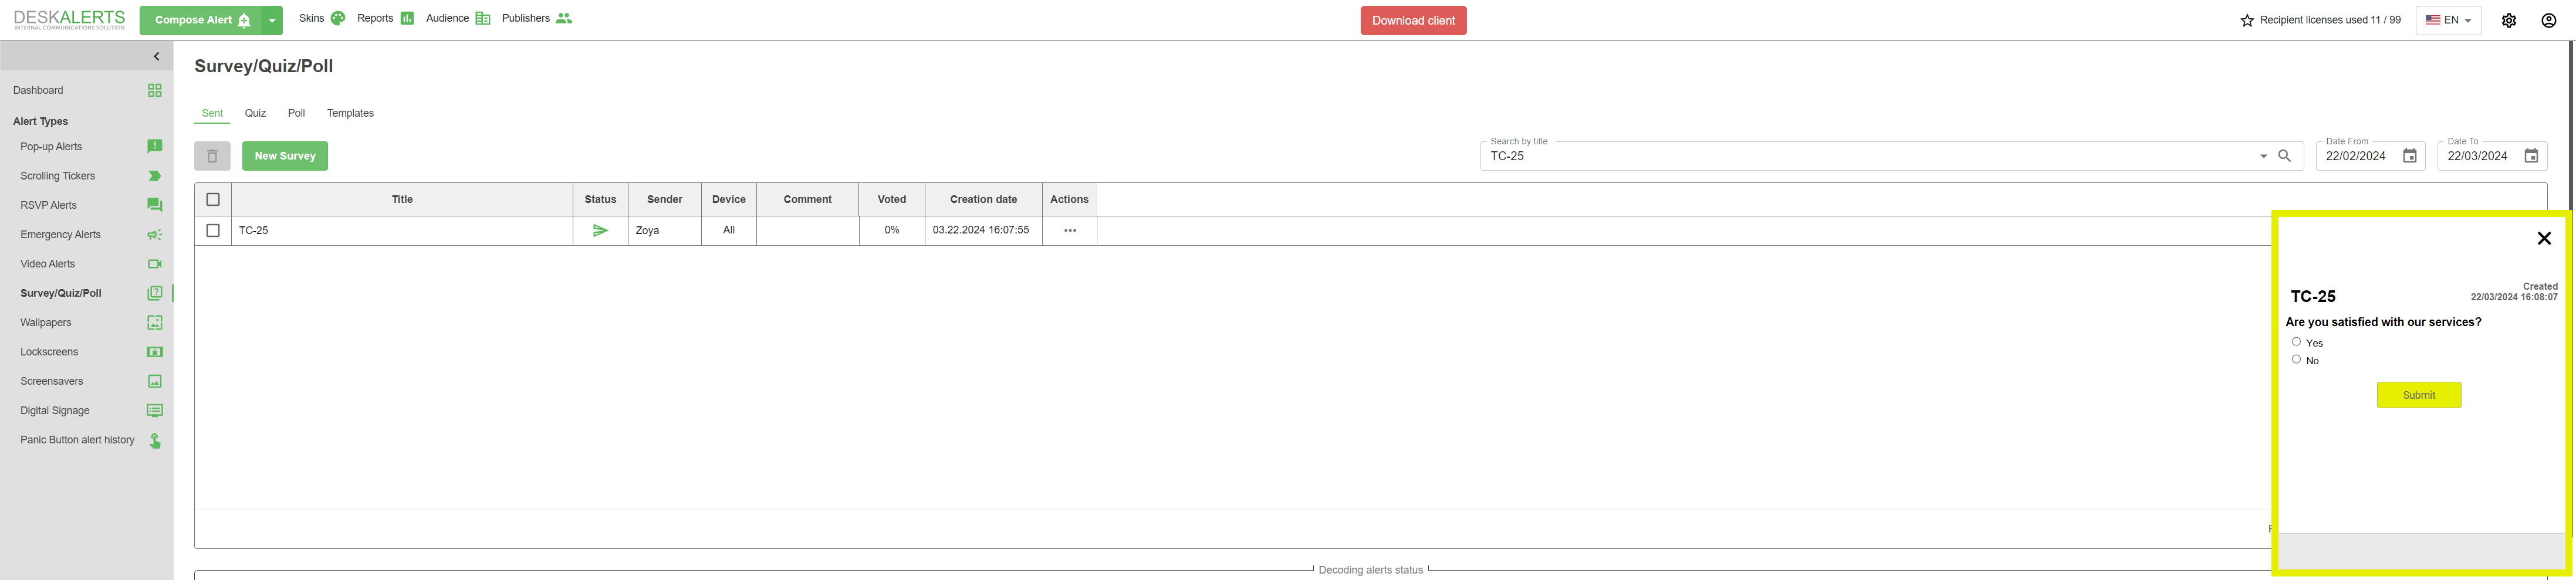 DESKALERTS
INTERNAL COMMUNICATIONS SOLUTION
Compose Alert
Skins
Reports
Audience
Publishers
Download client
Recipient licenses used 11 / 99
EN
Dashboard
Alert Types
Pop-up Alerts
Scrolling Tickers
RSVP Alerts
Emergency Alerts
Video Alerts
Survey/Quiz/Poll
Wallpapers
Lockscreens
Screensavers
Digital Signage
Panic Button alert history
Survey/Quiz/Poll
Sent Quiz Poll Templates
New Survey
Search by title
TC-25
Date From
22/02/2024
Date To
22/03/2024
Title Status Sender Device Comment Voted Creation date Actions
TC-25 Zoya All 0% 03.22.2024 16:07:55
Decoding alerts status
Created
TC-25 22/03/2024 16:08:07
Are you satisfied with our services?
Yes
No
Submit